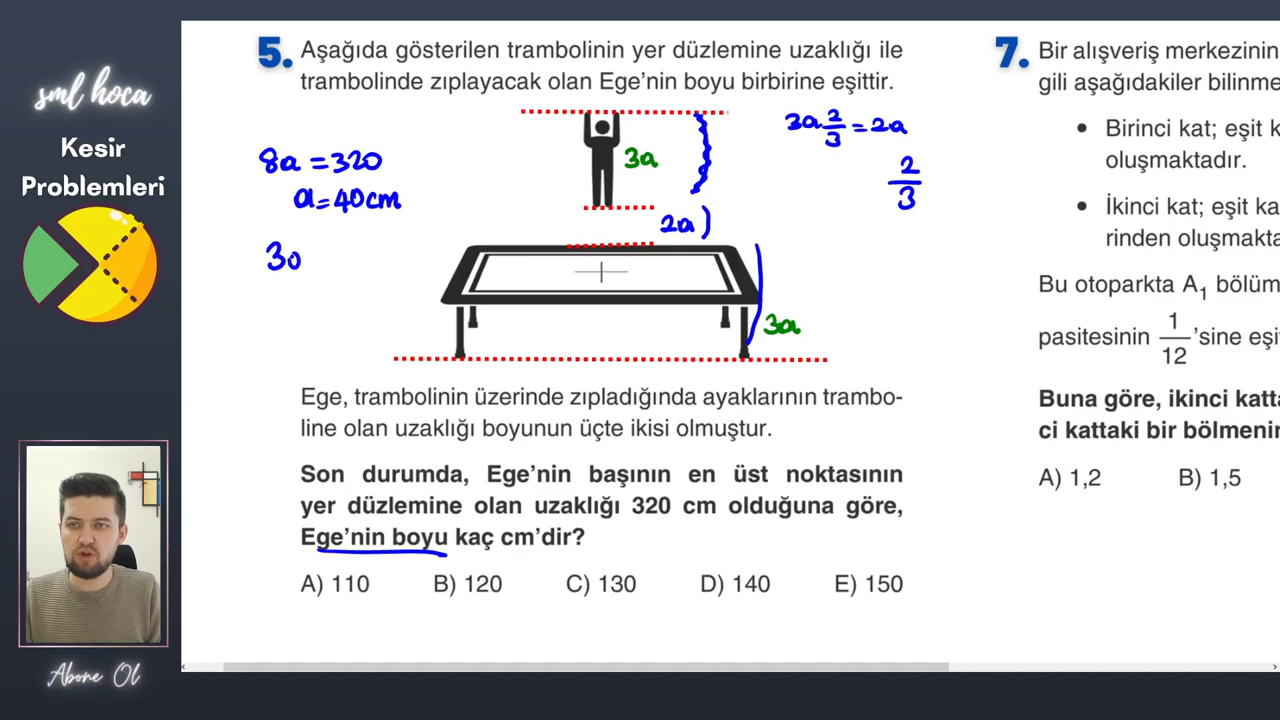 sml hoca
Kesir
Problemleri
Abone Ol
5. Aşağıda gösterilen trambolinin yer düzlemine uzaklığı ile
trambolinde zıplayacak olan Ege'nin boyu birbirine eşittir.
8a = 320
a = 40cm
30
3a
2a)
3a
3a 2/3 = 2a
2/3
Ege, trambolinin üzerinde zıpladığında ayaklarının trambo-
line olan uzaklığı boyunun üçte ikisi olmuştur.
Son durumda, Ege'nin başının en üst noktasının
yer düzlemine olan uzaklığı 320 cm olduğuna göre,
Ege'nin boyu kaç cm'dir?
A) 110 B) 120 C) 130 D) 140 E) 150
7. Bir alışveriş merkezinin
gili aşağıdakiler bilinme
• Birinci kat; eşit k
oluşmaktadır.
• İkinci kat; eşit ka
rinden oluşmakta
Bu otoparkta A1 bölüm
pasitesinin 1/12 'sine eşi
Buna göre, ikinci katta
ci kattaki bir bölmenin
A) 1,2 B) 1,5